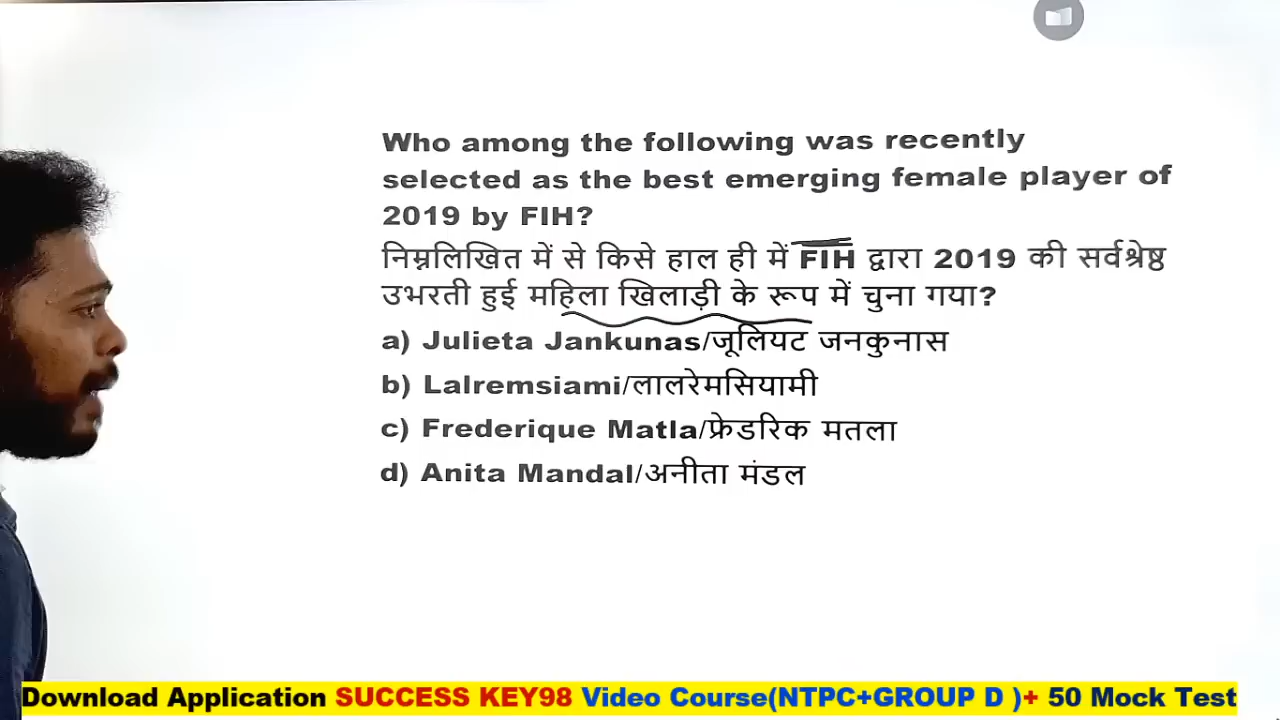 Who among the following was recently
selected as the best emerging female player of
2019 by FIH?
निम्नलिखित में से किसे हाल ही में FIH द्वारा 2019 की सर्वश्रेष्ठ
उभरती हुई महिला खिलाड़ी के रूप में चुना गया?
a) Julieta Jankunas/जूलियट जनकुनास
b) Lalremsiami/लालरेमसियामी
c) Frederique Matla/फ्रेडरिक मतला
d) Anita Mandal/अनीता मंडल
Download Application SUCCESS KEY98 Video Course(NTPC+GROUP D )+ 50 Mock Test